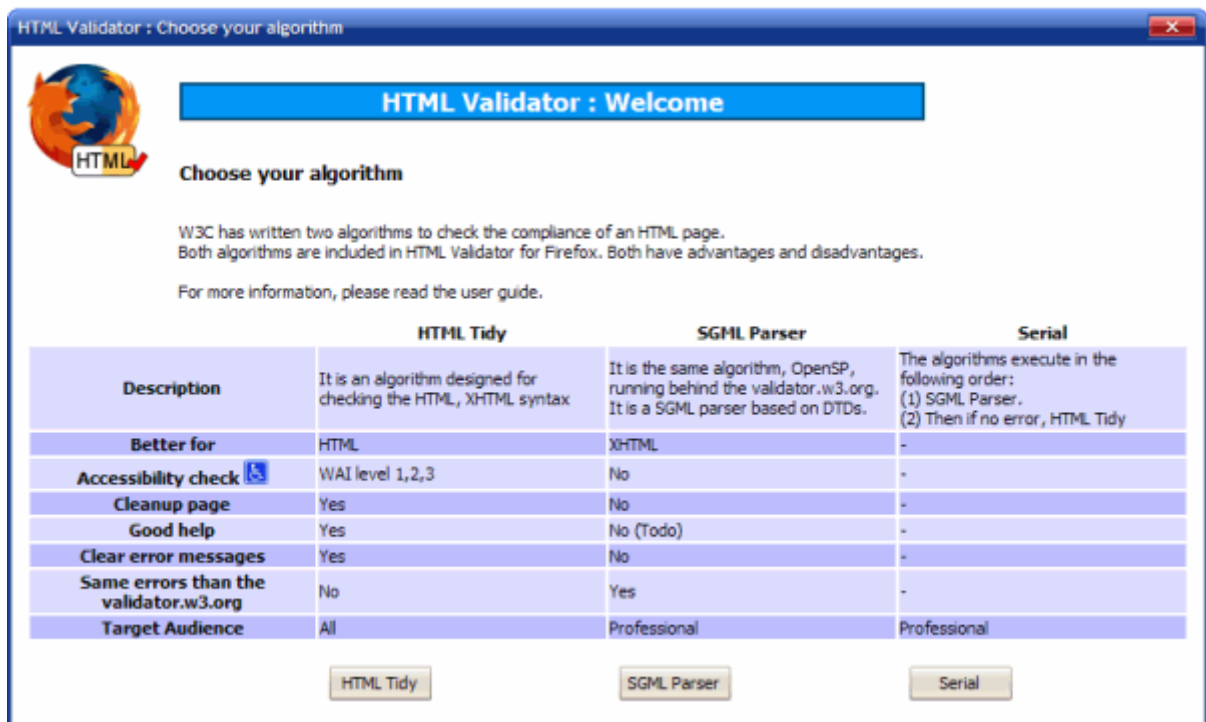 HTML Validator : Choose your algorithm
HTML Validator : Welcome
HTML
Choose your algorithm
W3C has written two algorithms to check the compliance of an HTML page.
Both algorithms are included in HTML Validator for Firefox. Both have advantages and disadvantages.
For more information, please read the user guide.
HTML Tidy SGML Parser Serial
Description
It is an algorithm designed for
checking the HTML, XHTML syntax
It is the same algorithm, OpenSP,
running behind the validator.w3.org.
It is a SGML parser based on DTDs.
The algorithms execute in the
following order:
(1) SGML Parser.
(2) Then if no error, HTML Tidy
Better for HTML XHTML -
Accessibility check WAI level 1,2,3 No -
Cleanup page Yes No -
Good help Yes No (Todo) -
Clear error messages Yes No -
Same errors than the
validator.w3.org
No Yes -
Target Audience All Professional Professional
HTML Tidy SGML Parser Serial